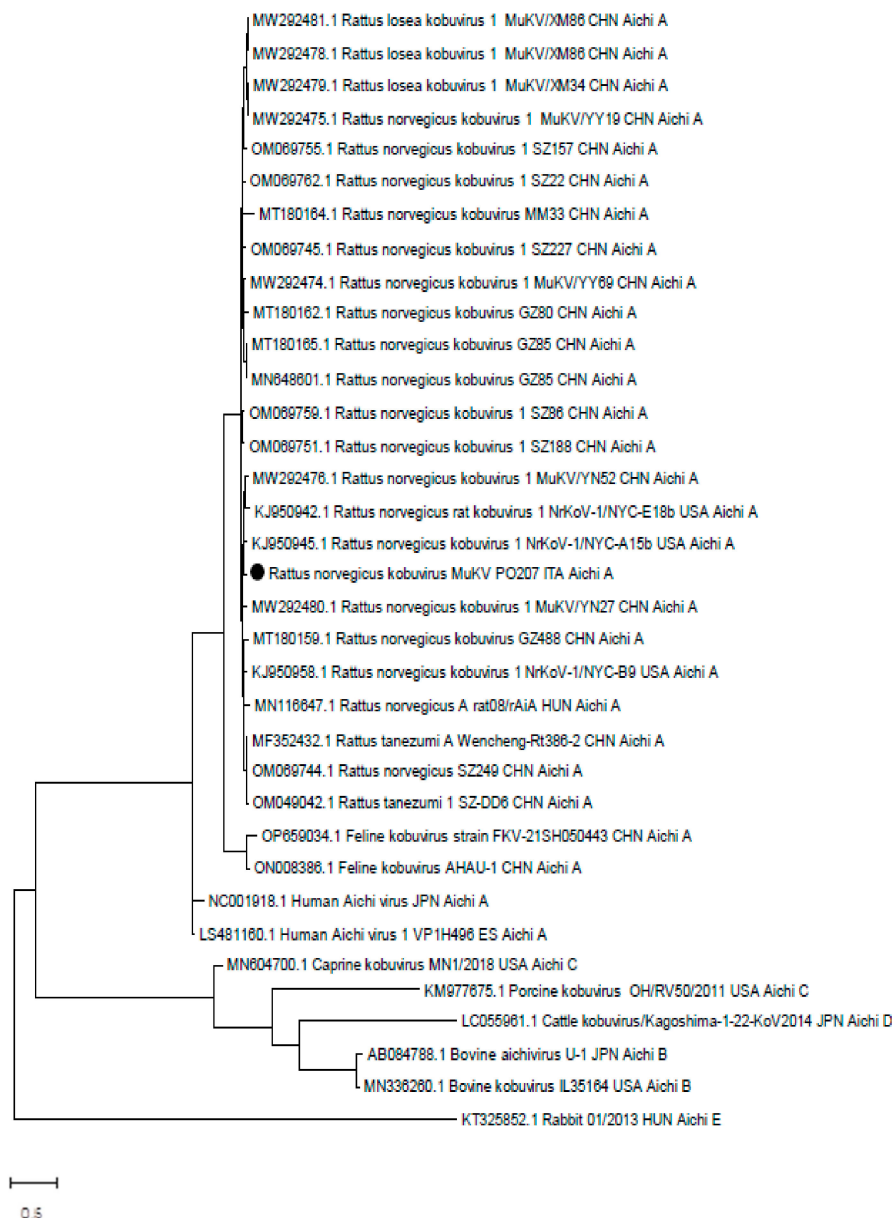 MW292481.1 Rattus losea kobuvirus 1 MuKV/XM86 CHN Aichi A
MW292478.1 Rattus losea kobuvirus 1 MuKV/XM86 CHN Aichi A
MW292479.1 Rattus losea kobuvirus 1 MuKV/XM34 CHN Aichi A
MW292475.1 Rattus norvegicus kobuvirus 1 MuKV/YY19 CHN Aichi A
OM069755.1 Rattus norvegicus kobuvirus 1 SZ157 CHN Aichi A
OM069762.1 Rattus norvegicus kobuvirus 1 SZ22 CHN Aichi A
MT180164.1 Rattus norvegicus kobuvirus MM33 CHN Aichi A
OM069745.1 Rattus norvegicus kobuvirus 1 SZ227 CHN Aichi A
MW292474.1 Rattus norvegicus kobuvirus 1 MuKV/YY69 CHN Aichi A
MT180162.1 Rattus norvegicus kobuvirus GZ80 CHN Aichi A
MT180165.1 Rattus norvegicus kobuvirus GZ85 CHN Aichi A
MN648601.1 Rattus norvegicus kobuvirus GZ85 CHN Aichi A
OM069759.1 Rattus norvegicus kobuvirus 1 SZ86 CHN Aichi A
OM069751.1 Rattus norvegicus kobuvirus 1 SZ188 CHN Aichi A
MW292476.1 Rattus norvegicus kobuvirus 1 MuKV/YN52 CHN Aichi A
KJ950942.1 Rattus norvegicus rat kobuvirus 1 NrKoV-1/NYC-E18b USA Aichi A
KJ950945.1 Rattus norvegicus kobuvirus 1 NrKoV-1/NYC-A15b USA Aichi A
Rattus norvegicus kobuvirus MuKV PO207 ITA Aichi A
MW292480.1 Rattus norvegicus kobuvirus 1 MuKV/YN27 CHN Aichi A
MT180159.1 Rattus norvegicus kobuvirus GZ488 CHN Aichi A
KJ950958.1 Rattus norvegicus kobuvirus 1 NrKoV-1/NYC-B9 USA Aichi A
MN116647.1 Rattus norvegicus A rat08/rAiA HUN Aichi A
MF352432.1 Rattus tanezumi A Wencheng-Rt386-2 CHN Aichi A
OM069744.1 Rattus norvegicus SZ249 CHN Aichi A
OM049042.1 Rattus tanezumi 1 SZ-DD6 CHN Aichi A
OP659034.1 Feline kobuvirus strain FKV-21SH050443 CHN Aichi A
ON008386.1 Feline kobuvirus AHAU-1 CHN Aichi A
NC001918.1 Human Aichi virus JPN Aichi A
LS481160.1 Human Aichi virus 1 VP1H496 ES Aichi A
MN604700.1 Caprine kobuvirus MN1/2018 USA Aichi C
KM977675.1 Porcine kobuvirus OH/RV50/2011 USA Aichi C
LC055961.1 Cattle kobuvirus/Kagoshima-1-22-KoV2014 JPN Aichi D
AB084788.1 Bovine aichivirus U-1 JPN Aichi B
MN336260.1 Bovine kobuvirus IL35164 USA Aichi B
KT325852.1 Rabbit 01/2013 HUN Aichi E